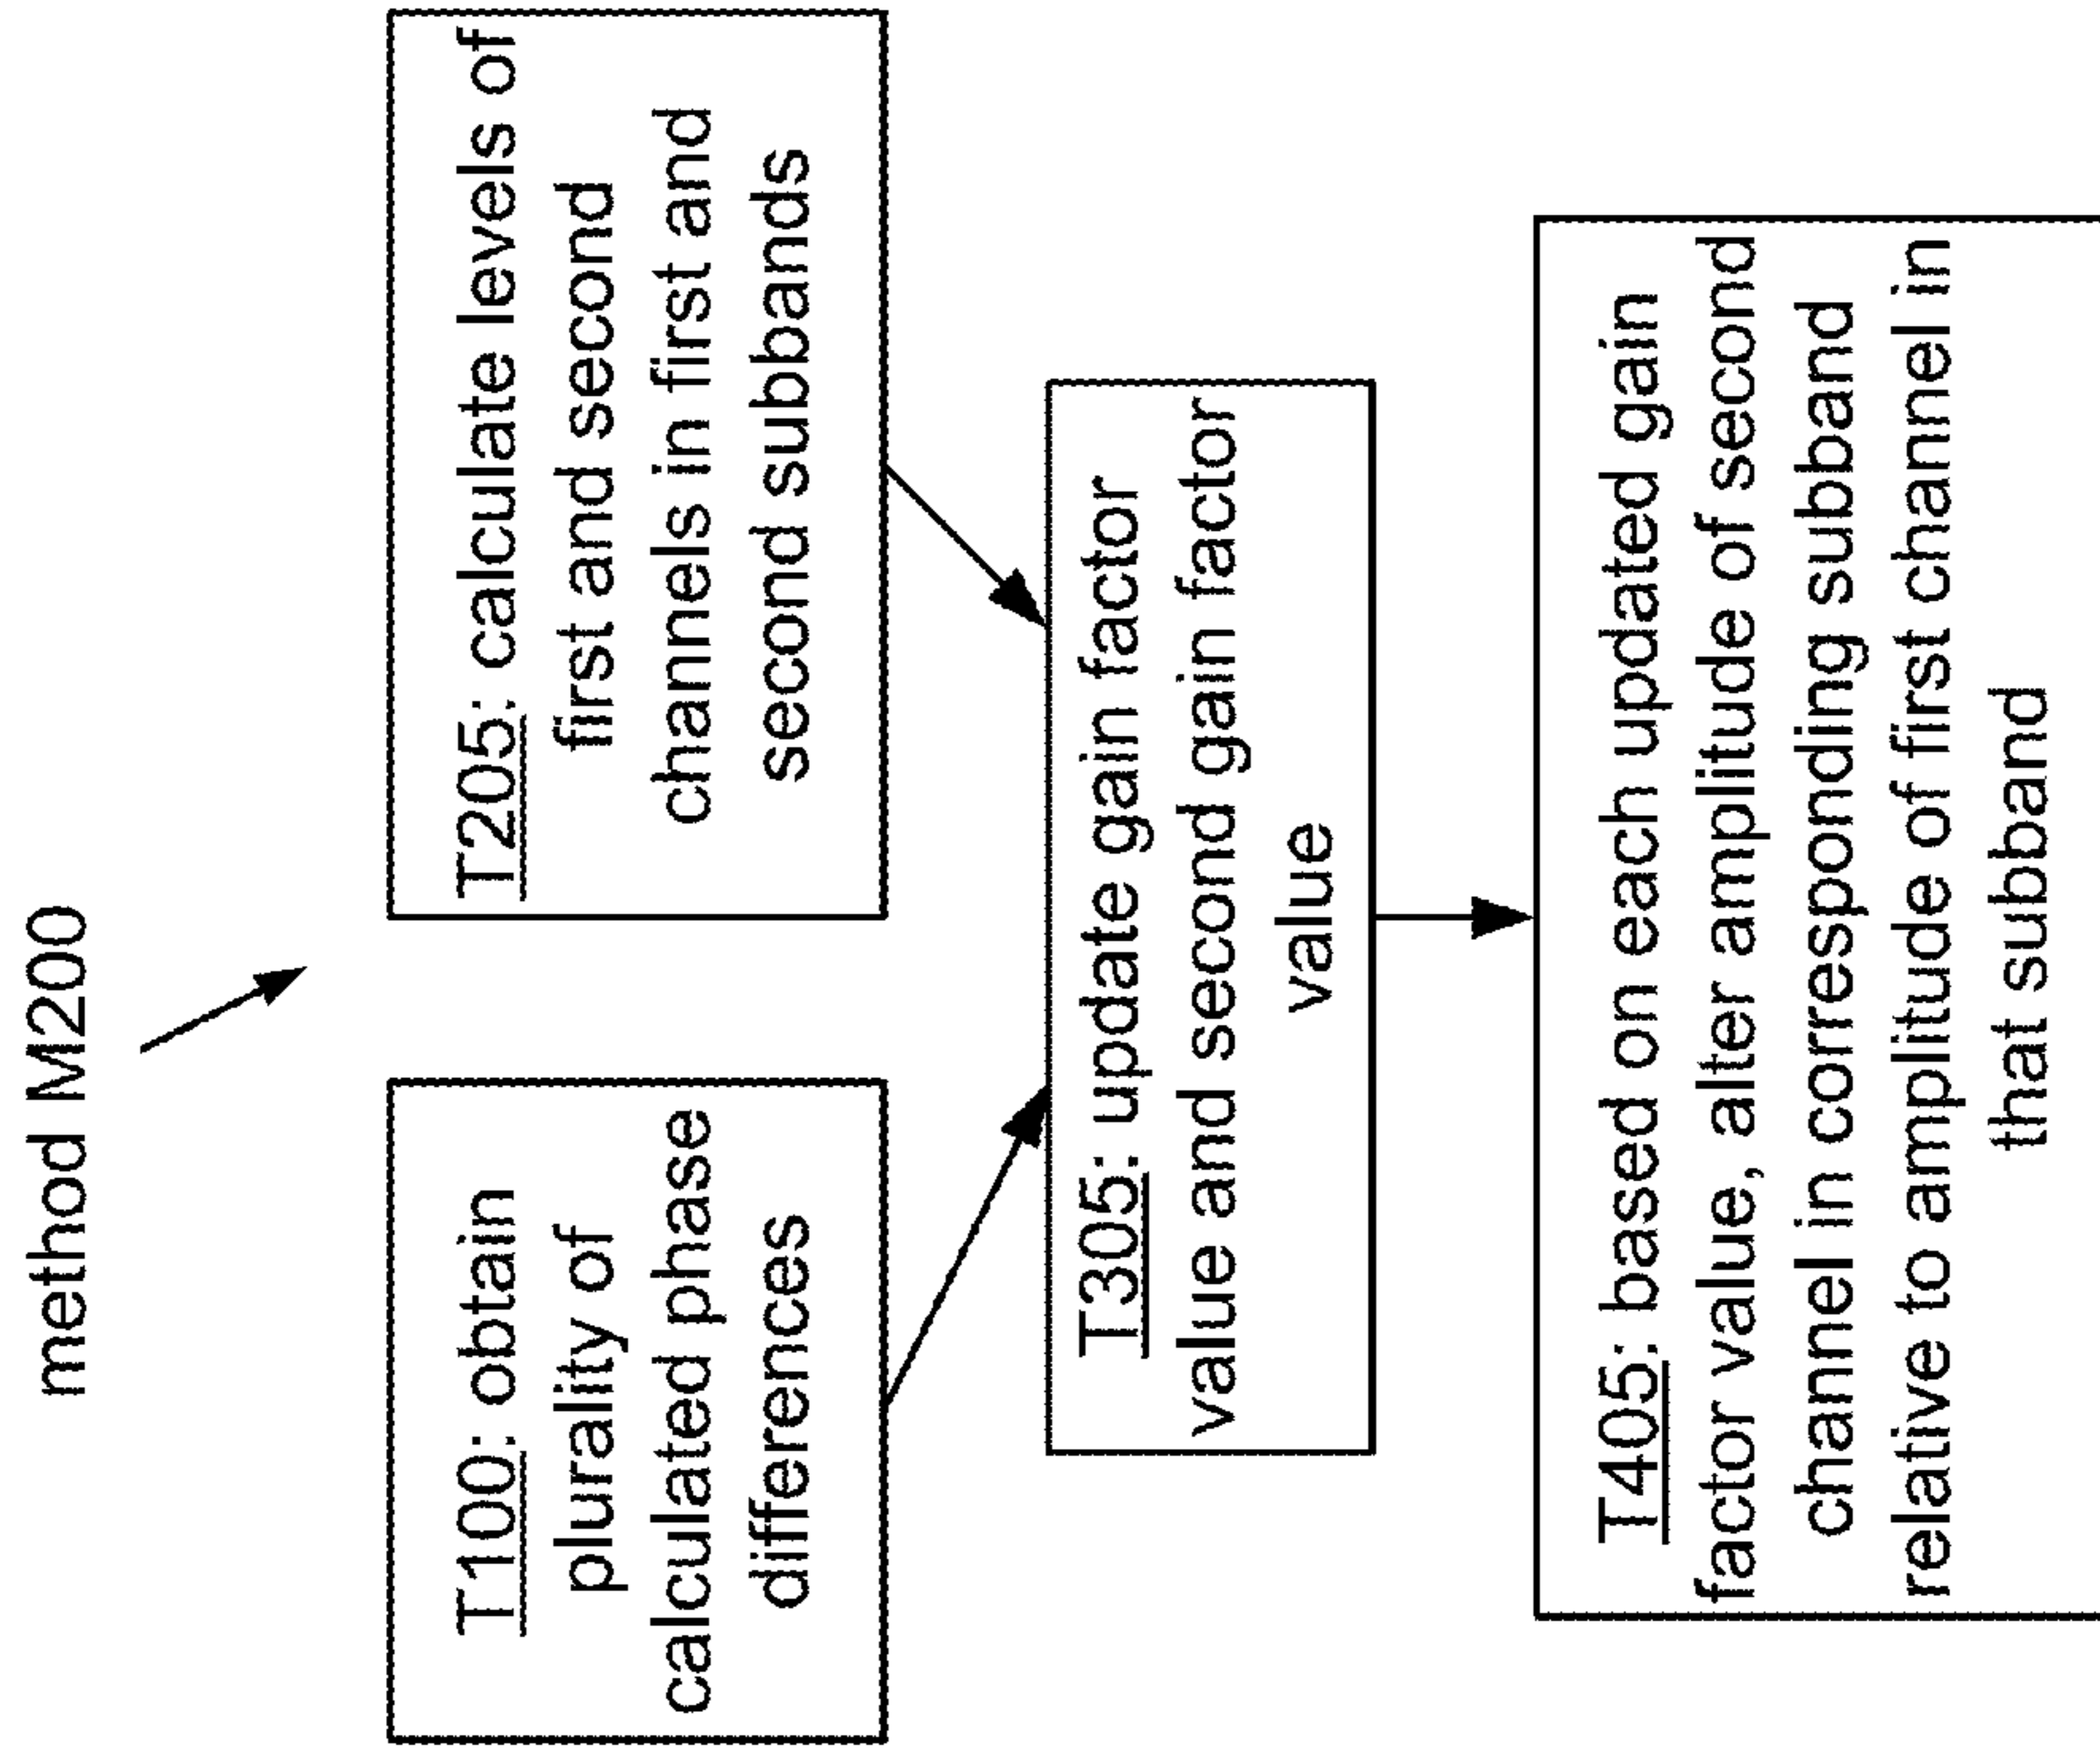 method M200
T100: obtain
plurality of
calculated phase
differences
T205: calculate levels of
first and second
channels in first and
second subbands
T305: update gain factor
value and second gain factor
value
T405: based on each updated gain
factor value, alter amplitude of second
channel in corresponding subband
relative to amplitude of first channel in
that subband